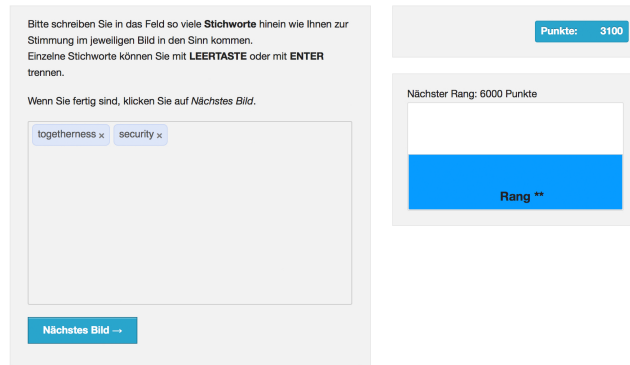 Bitte schreiben Sie in das Feld so viele Stichworte hinein wie Ihnen zur
Stimmung im jeweiligen Bild in den Sinn kommen.
Einzelne Stichworte können Sie mit LEERTASTE oder mit ENTER
trennen.
Wenn Sie fertig sind, klicken Sie auf Nächstes Bild.
togetherness x security x
Nächstes Bild →
Punkte: 3100
Nächster Rang: 6000 Punkte
Rang **